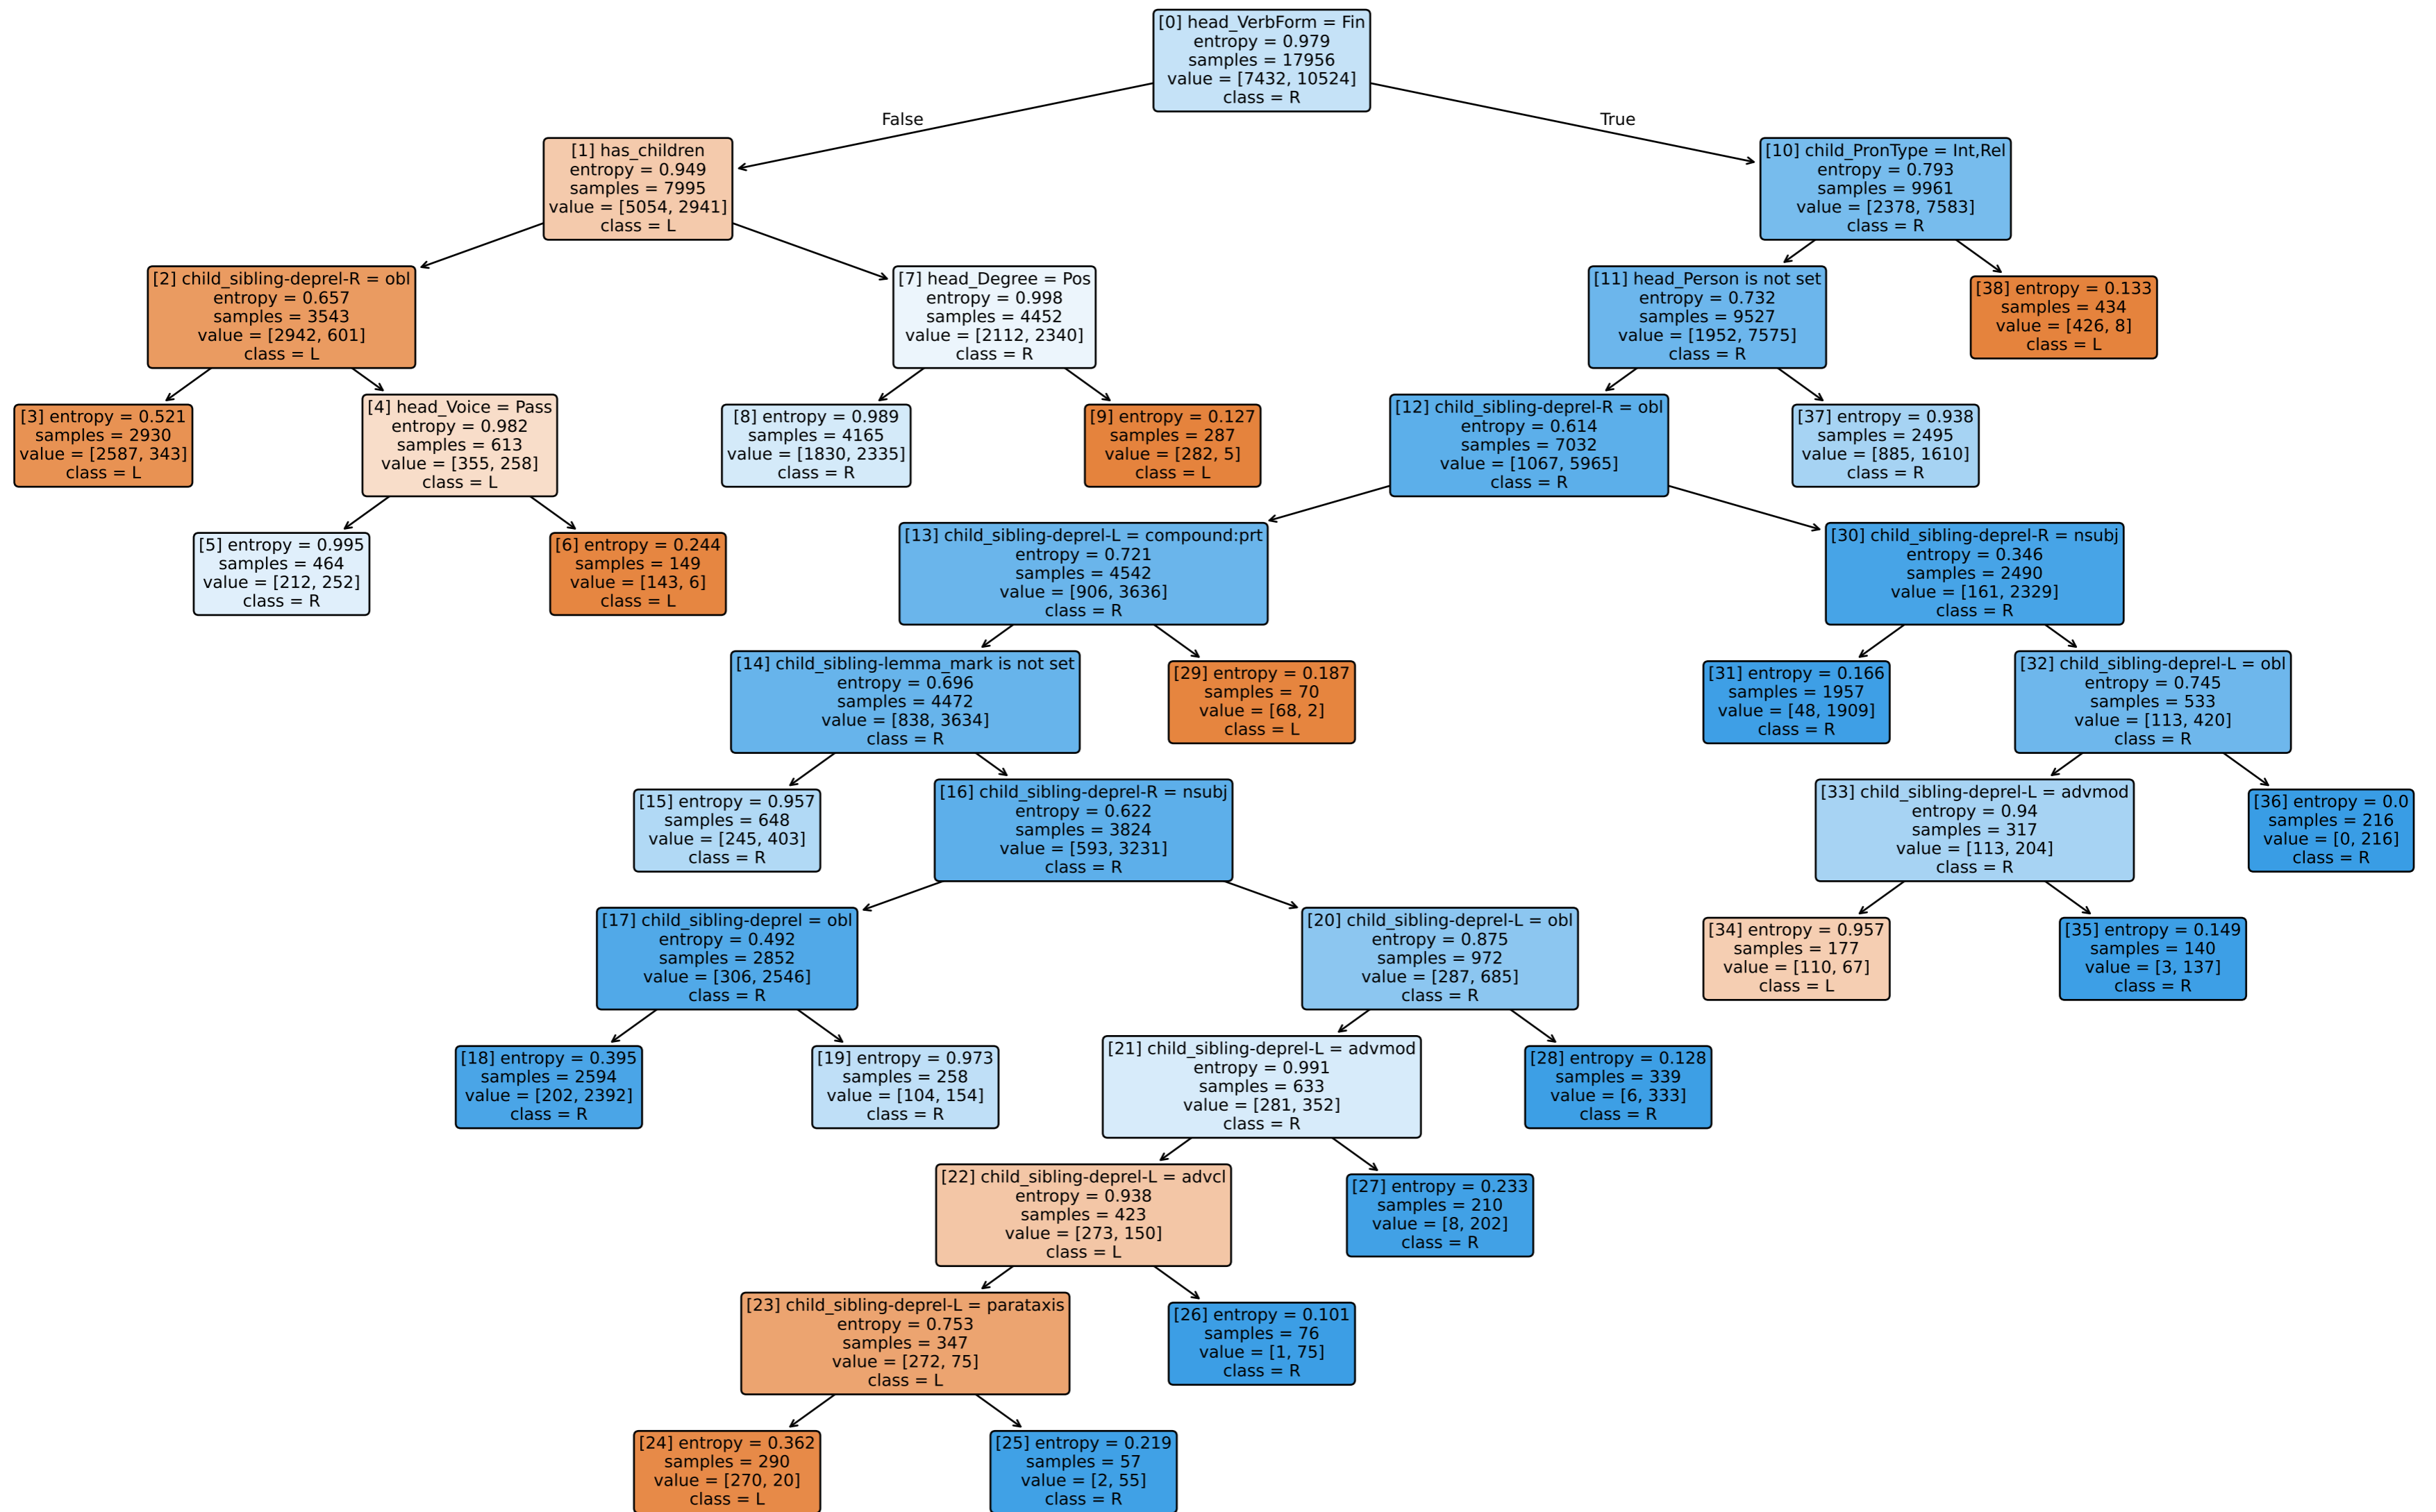 [0] head_VerbForm = Fin
entropy = 0.979
samples = 17956
value = [7432, 10524]
class = R
False
True
[1] has_children
entropy = 0.949
samples = 7995
value = [5054, 2941]
class = L
[10] child_PronType = Int,Rel
entropy = 0.793
samples = 9961
value = [2378, 7583]
class = R
[2] child_sibling-deprel-R = obl
entropy = 0.657
samples = 3543
value = [2942, 601]
class = L
[7] head_Degree = Pos
entropy = 0.998
samples = 4452
value = [2112, 2340]
class = R
[11] head_Person is not set
entropy = 0.732
samples = 9527
value = [1952, 7575]
class = R
[38] entropy = 0.133
samples = 434
value = [426, 8]
class = L
[3] entropy = 0.521
samples = 2930
value = [2587, 343]
class = L
[4] head_Voice = Pass
entropy = 0.982
samples = 613
value = [355, 258]
class = L
[8] entropy = 0.989
samples = 4165
value = [1830, 2335]
class = R
[9] entropy = 0.127
samples = 287
value = [282, 5]
class = L
[12] child_sibling-deprel-R = obl
entropy = 0.614
samples = 7032
value = [1067, 5965]
class = R
[37] entropy = 0.938
samples = 2495
value = [885, 1610]
class = R
[5] entropy = 0.995
samples = 464
value = [212, 252]
class = R
[6] entropy = 0.244
samples = 149
value = [143, 6]
class = L
[13] child_sibling-deprel-L = compound:prt
entropy = 0.721
samples = 4542
value = [906, 3636]
class = R
[30] child_sibling-deprel-R = nsubj
entropy = 0.346
samples = 2490
value = [161, 2329]
class = R
[14] child_sibling-lemma_mark is not set
entropy = 0.696
samples = 4472
value = [838, 3634]
class = R
[29] entropy = 0.187
samples = 70
value = [68, 2]
class = L
[31] entropy = 0.166
samples = 1957
value = [48, 1909]
class = R
[32] child_sibling-deprel-L = obl
entropy = 0.745
samples = 533
value = [113, 420]
class = R
[15] entropy = 0.957
samples = 648
value = [245, 403]
class = R
[16] child_sibling-deprel-R = nsubj
entropy = 0.622
samples = 3824
value = [593, 3231]
class = R
[33] child_sibling-deprel-L = advmod
entropy = 0.94
samples = 317
value = [113, 204]
class = R
[36] entropy = 0.0
samples = 216
value = [0, 216]
class = R
[17] child_sibling-deprel = obl
entropy = 0.492
samples = 2852
value = [306, 2546]
class = R
[20] child_sibling-deprel-L = obl
entropy = 0.875
samples = 972
value = [287, 685]
class = R
[34] entropy = 0.957
samples = 177
value = [110, 67]
class = L
[35] entropy = 0.149
samples = 140
value = [3, 137]
class = R
[18] entropy = 0.395
samples = 2594
value = [202, 2392]
class = R
[19] entropy = 0.973
samples = 258
value = [104, 154]
class = R
[21] child_sibling-deprel-L = advmod
entropy = 0.991
samples = 633
value = [281, 352]
class = R
[28] entropy = 0.128
samples = 339
value = [6, 333]
class = R
[22] child_sibling-deprel-L = advcl
entropy = 0.938
samples = 423
value = [273, 150]
class = L
[27] entropy = 0.233
samples = 210
value = [8, 202]
class = R
[23] child_sibling-deprel-L = parataxis
entropy = 0.753
samples = 347
value = [272, 75]
class = L
[26] entropy = 0.101
samples = 76
value = [1, 75]
class = R
[24] entropy = 0.362
samples = 290
value = [270, 20]
class = L
[25] entropy = 0.219
samples = 57
value = [2, 55]
class = R